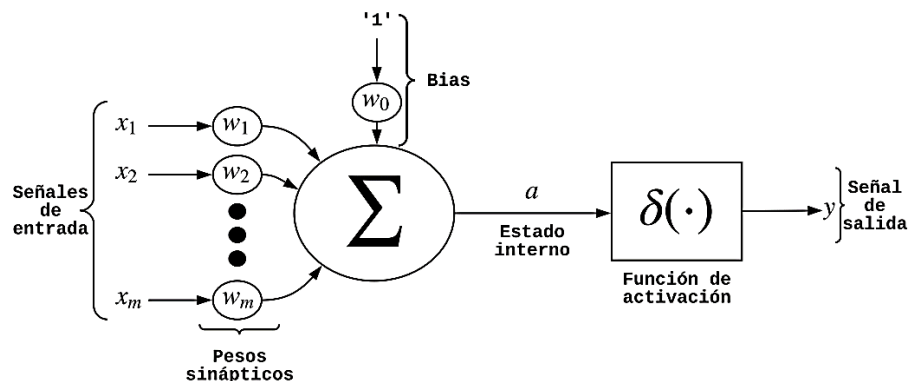 '1'
Bias
w0
x1
w1
x2
w2
xm
wm
Señales
de
entrada
Pesos
sinápticos
Σ
a
Estado
interno
δ(·)
Función de
activación
y
Señal
de
salida